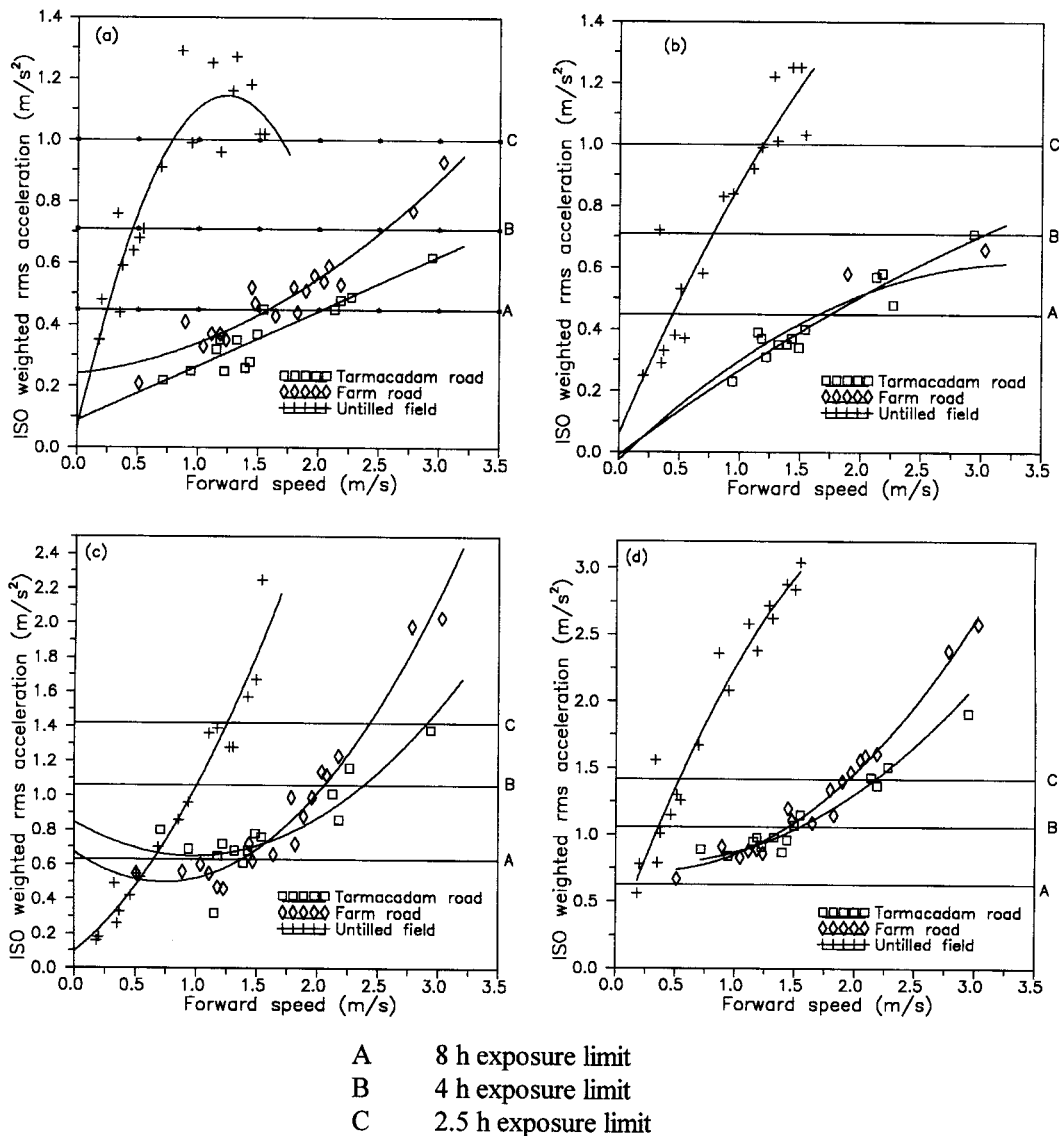 (a)
ISO weighted rms acceleration (m/s²)
1.4
1.2
1.0
0.8
0.6
0.4
0.2
0.0
C
B
A
Tarmacadam road
Farm road
Untilled field
0.0 0.5 1.0 1.5 2.0 2.5 3.0 3.5
Forward speed (m/s)
(b)
ISO weighted rms acceleration (m/s²)
1.4
1.2
1.0
0.8
0.6
0.4
0.2
0.0
C
B
A
Tarmacadam road
Farm road
Untilled field
0.0 0.5 1.0 1.5 2.0 2.5 3.0 3.5
Forward speed (m/s)
(c)
ISO weighted rms acceleration (m/s²)
2.4
2.2
2.0
1.8
1.6
1.4
1.2
1.0
0.8
0.6
0.4
0.2
0.0
C
B
A
Tarmacadam road
Farm road
Untilled field
0.0 0.5 1.0 1.5 2.0 2.5 3.0 3.5
Forward speed (m/s)
(d)
ISO weighted rms acceleration (m/s²)
3.0
2.5
2.0
1.5
1.0
0.5
0.0
C
B
A
Tarmacadam road
Farm road
Untilled field
0.0 0.5 1.0 1.5 2.0 2.5 3.0 3.5
Forward speed (m/s)
A 8 h exposure limit
B 4 h exposure limit
C 2.5 h exposure limit